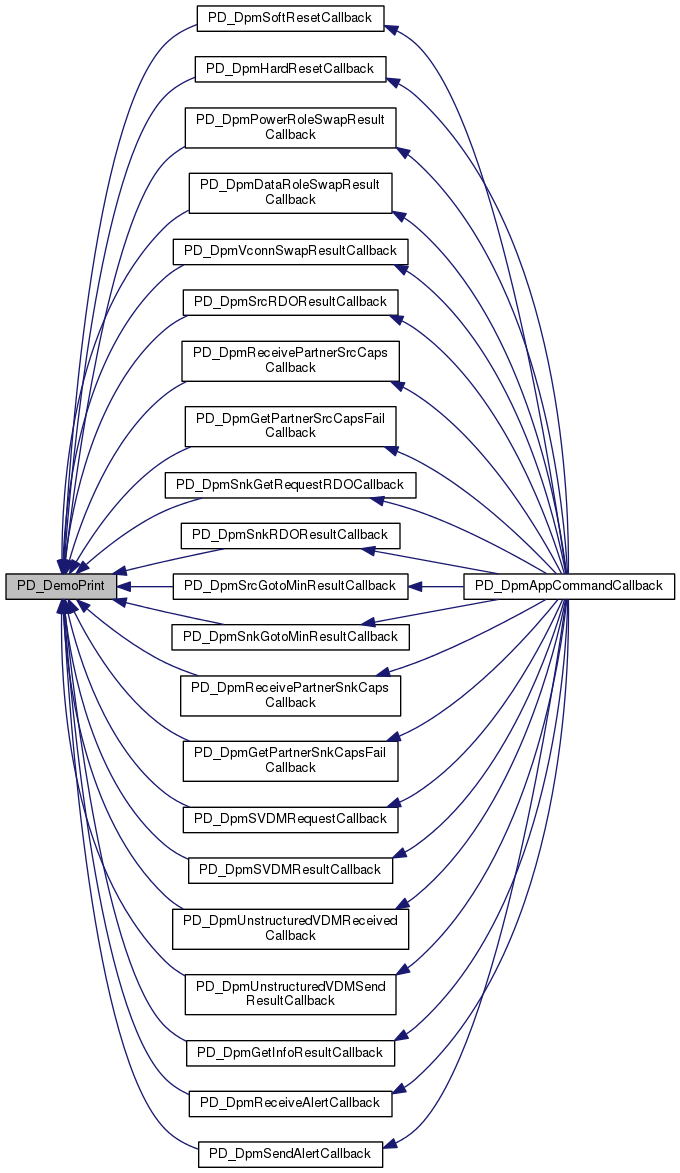 PD_DpmSoftResetCallback
PD_DpmHardResetCallback
PD_DpmPowerRoleSwapResult
Callback
PD_DpmDataRoleSwapResult
Callback
PD_DpmVconnSwapResultCallback
PD_DpmSrcRDOResultCallback
PD_DpmReceivePartnerSrcCaps
Callback
PD_DpmGetPartnerSrcCapsFail
Callback
PD_DpmSnkGetRequestRDOCallback
PD_DpmSnkRDOResultCallback
PD_DemoPrint
PD_DpmSrcGotoMinResultCallback
PD_DpmAppCommandCallback
PD_DpmSnkGotoMinResultCallback
PD_DpmReceivePartnerSnkCaps
Callback
PD_DpmGetPartnerSnkCapsFail
Callback
PD_DpmSVDMRequestCallback
PD_DpmSVDMResultCallback
PD_DpmUnstructuredVDMReceived
Callback
PD_DpmUnstructuredVDMSend
ResultCallback
PD_DpmGetInfoResultCallback
PD_DpmReceiveAlertCallback
PD_DpmSendAlertCallback